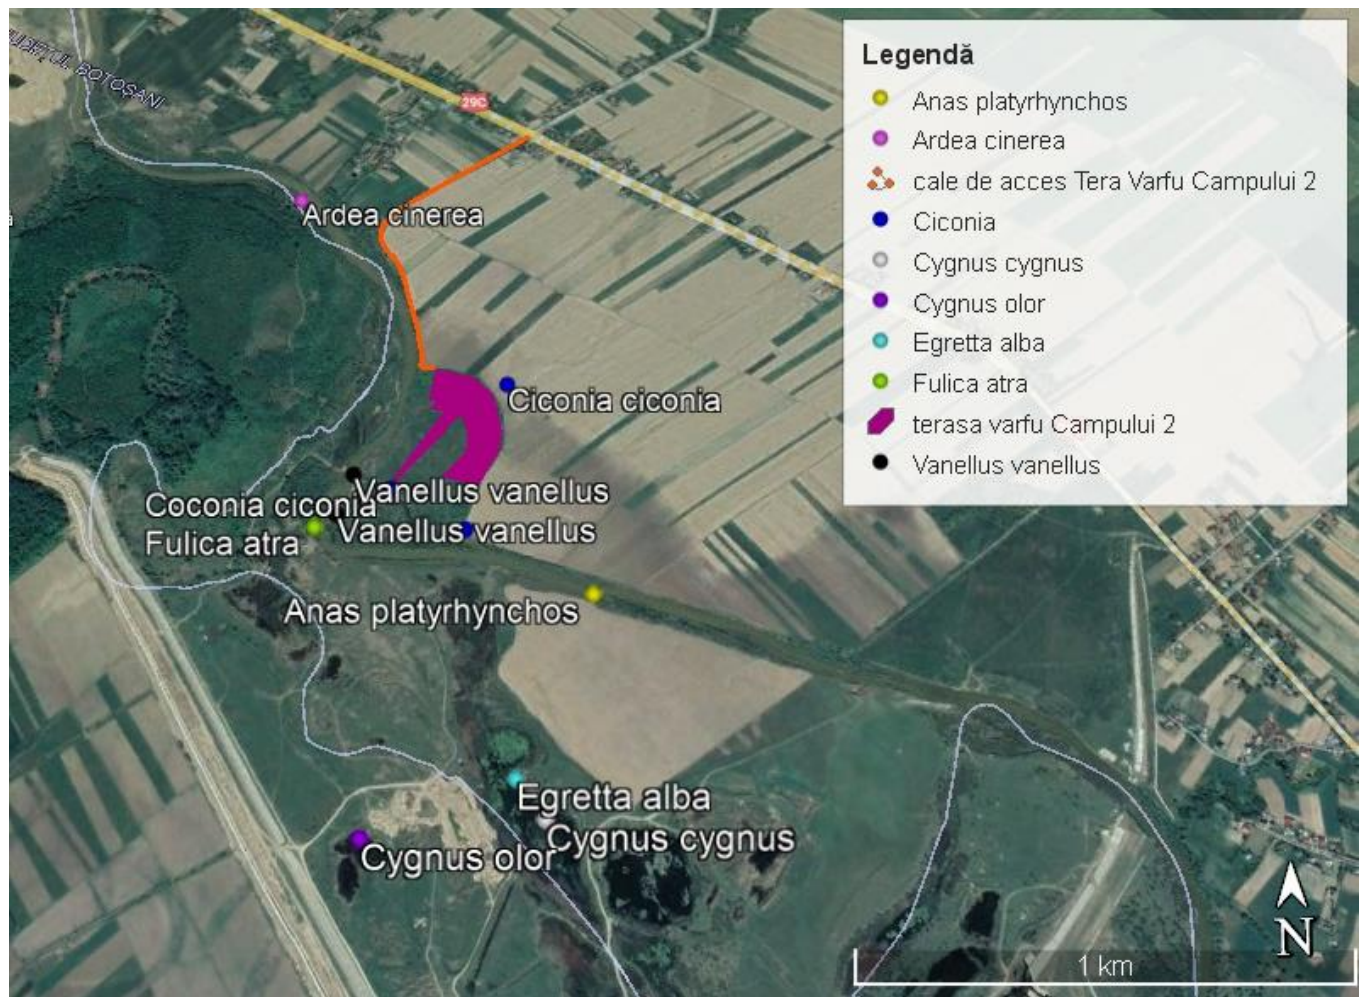 JUDEȚUL BOTOȘANI
29C
Legendă
Anas platyrhynchos
Ardea cinerea
cale de acces Tera Varfu Campului 2
Ciconia
Cygnus cygnus
Cygnus olor
Egretta alba
Fulica atra
terasa varfu Campului 2
Vanellus vanellus
Ardea cinerea
Ciconia ciconia
Vanellus vanellus
Coconia ciconia
Vanellus vanellus
Fulica atra
Anas platyrhynchos
Egretta alba
Cygnus cygnus
Cygnus olor
N
1 km